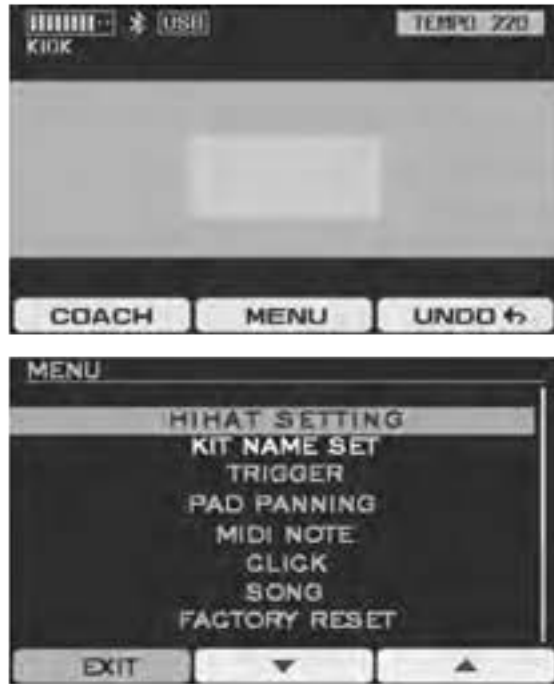 USB TEMPO 220
KICK
COACH MENU UNDO
MENU
HIHAT SETTING
KIT NAME SET
TRIGGER
PAD PANNING
MIDI NOTE
CLICK
SONG
FACTORY RESET
EXIT